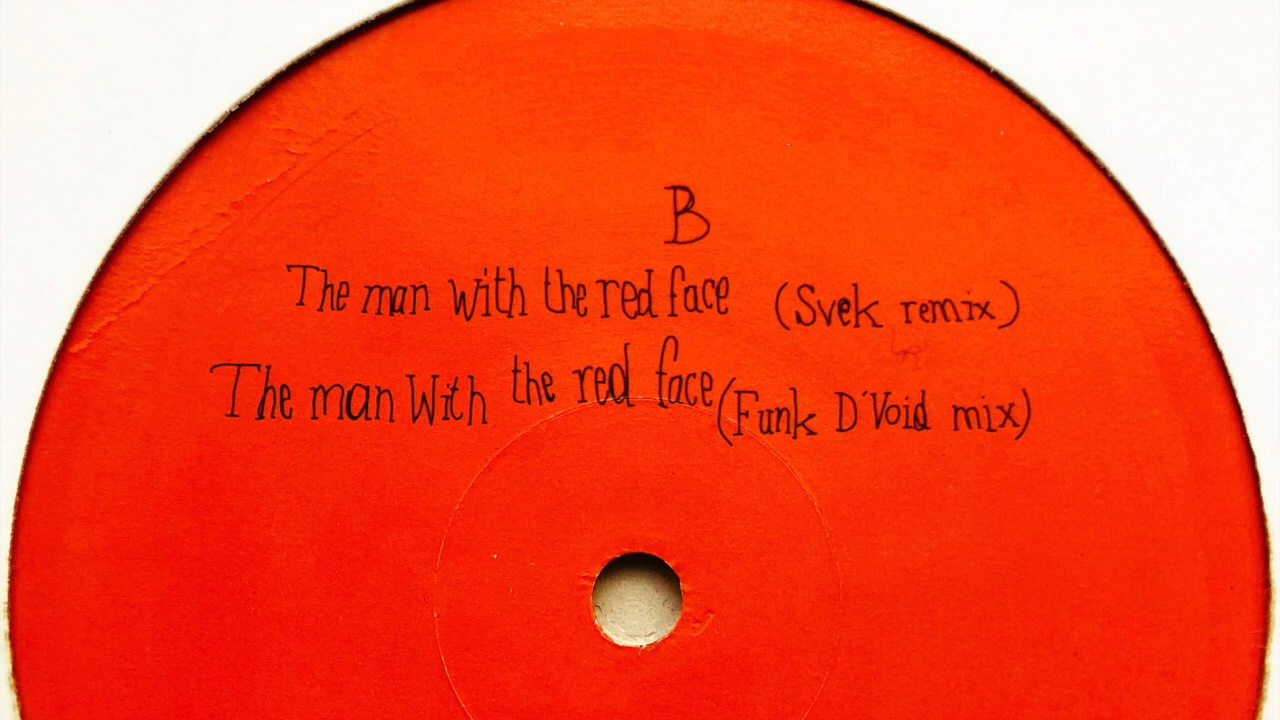 B
The man with the red face (Svek remix)
The man With the red face (Funk D'Void mix)